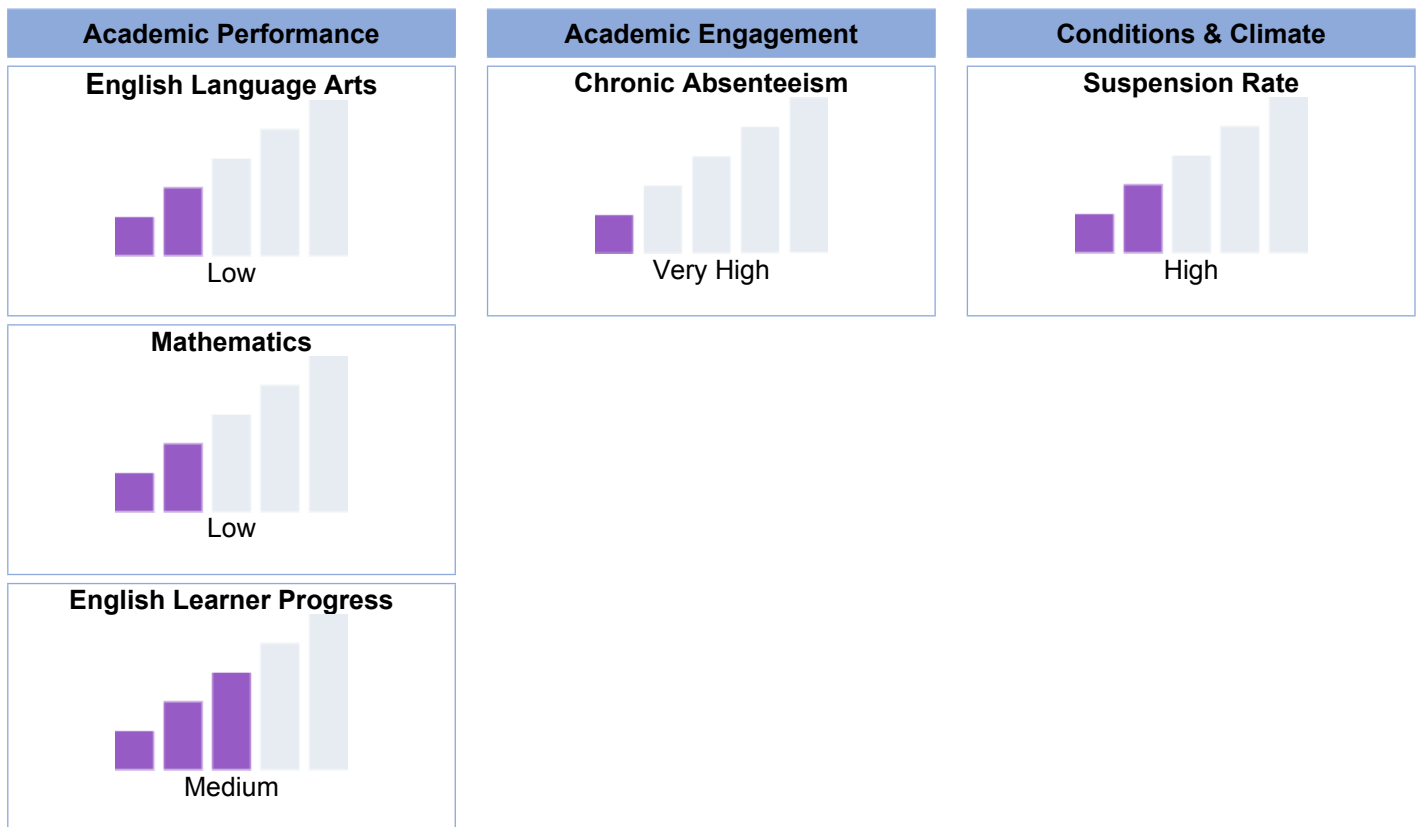 Academic Performance
Academic Engagement
Conditions & Climate
English Language Arts
Low
Chronic Absenteeism
Very High
Suspension Rate
High
Mathematics
Low
English Learner Progress
Medium